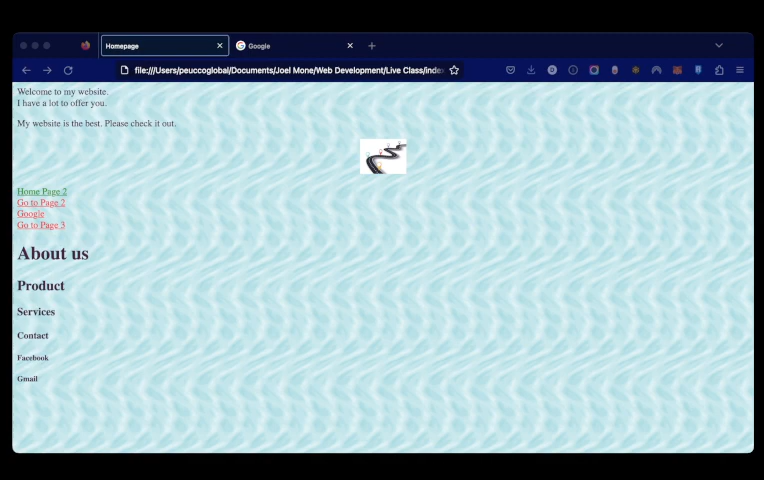 Homepage
Google
file:///Users/peuccoglobal/Documents/Joel Mone/Web Development/Live Class/index
Welcome to my website.
I have a lot to offer you.
My website is the best. Please check it out.
Home Page 2
Go to Page 2
Google
Go to Page 3
About us
Product
Services
Contact
Facebook
Gmail